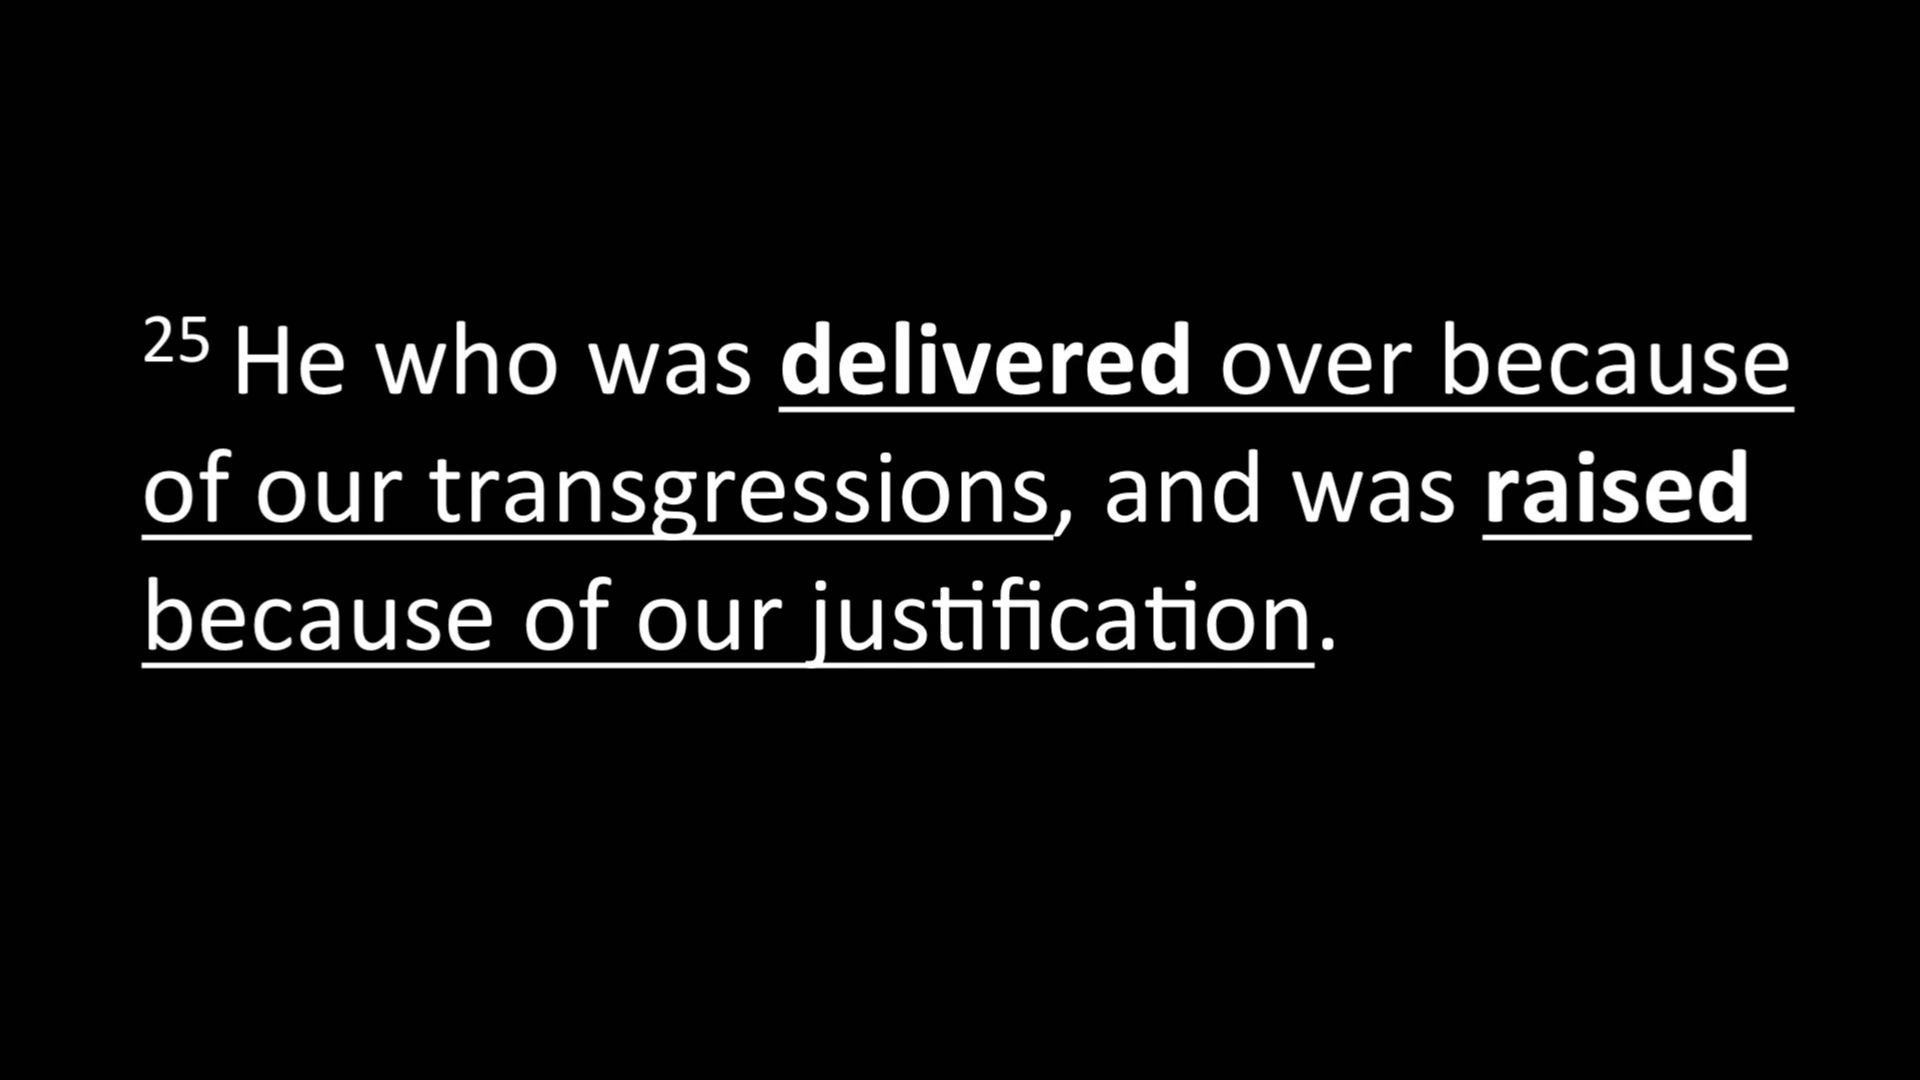 25 He who was delivered over because
of our transgressions, and was raised
because of our justification.